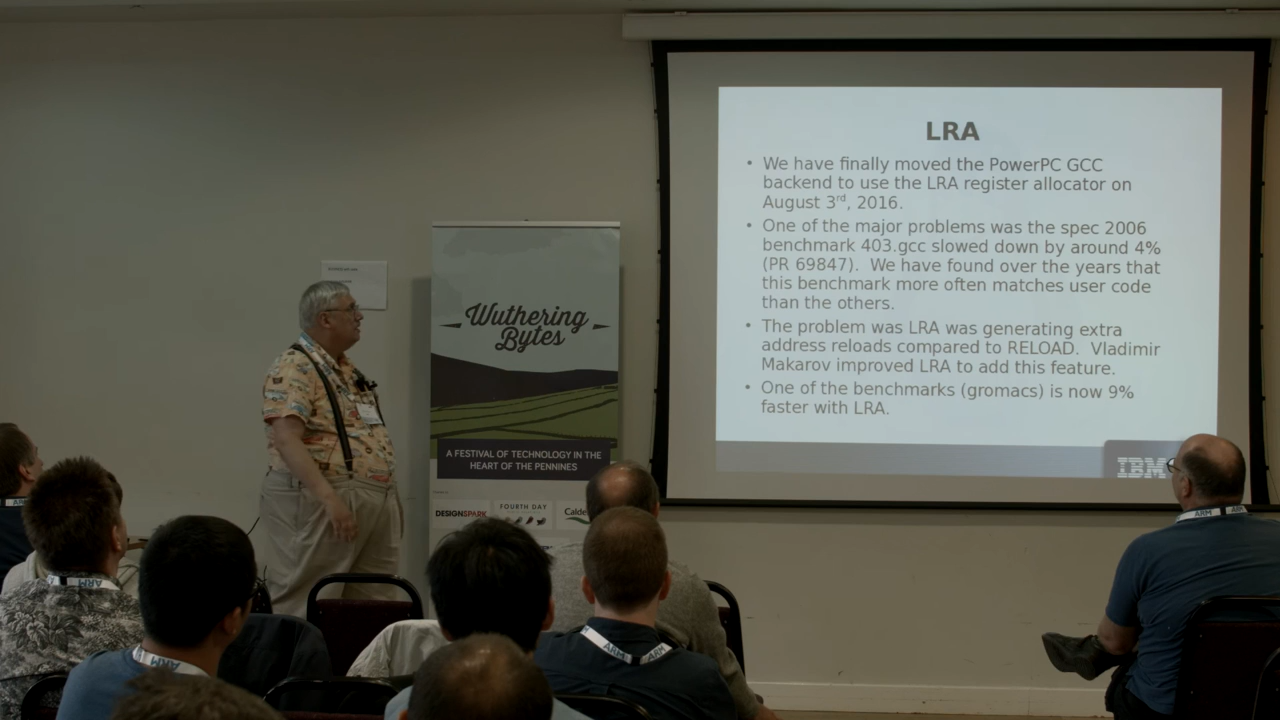 LRA
• We have finally moved the PowerPC GCC
backend to use the LRA register allocator on
August 3rd, 2016.
• One of the major problems was the spec 2006
benchmark 403.gcc slowed down by around 4%
(PR 69847).  We have found over the years that
this benchmark more often matches user code
than the others.
• The problem was LRA was generating extra
address reloads compared to RELOAD.  Vladimir
Makarov improved LRA to add this feature.
• One of the benchmarks (gromacs) is now 9%
faster with LRA.
IBM
Wuthering
Bytes
A FESTIVAL OF TECHNOLOGY IN THE
HEART OF THE PENNINES
DESIGNSPARK
FOURTH DAY
Calde
ARM
ARM
ARM
ARM
ARM
ARM
ARM
ARM